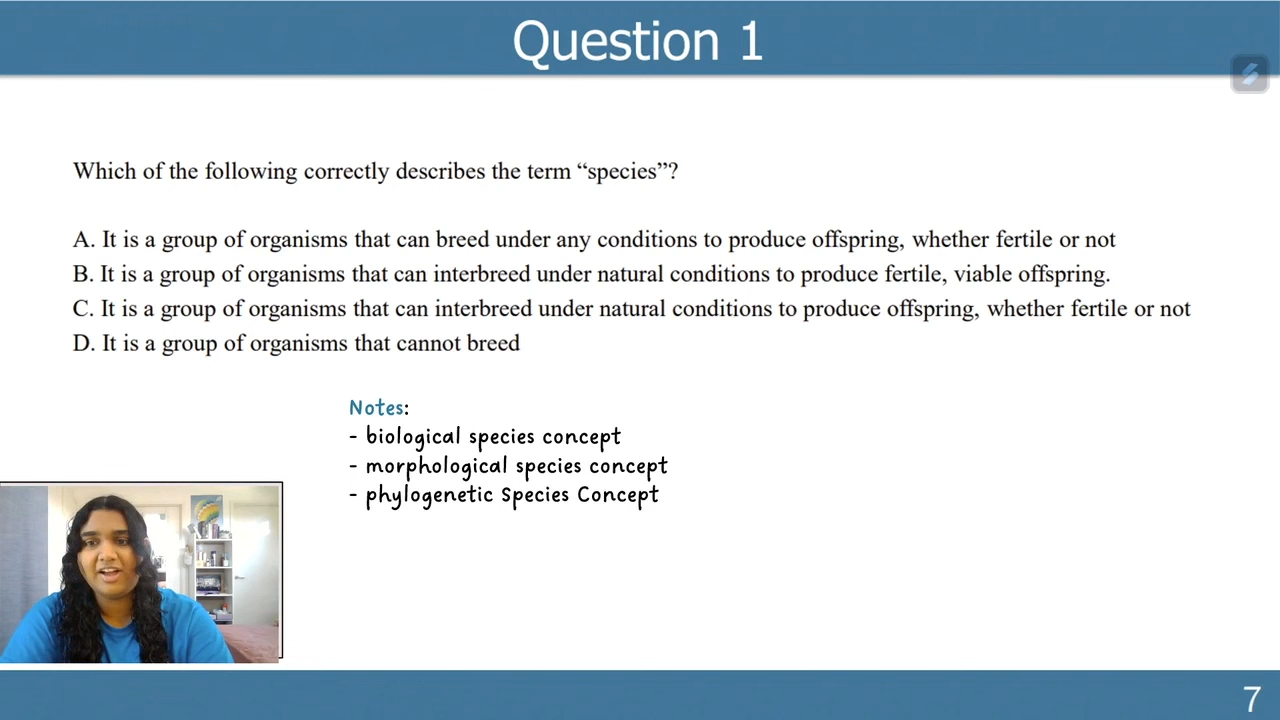 Question 1
Which of the following correctly describes the term “species”?
A. It is a group of organisms that can breed under any conditions to produce offspring, whether fertile or not
B. It is a group of organisms that can interbreed under natural conditions to produce fertile, viable offspring.
C. It is a group of organisms that can interbreed under natural conditions to produce offspring, whether fertile or not
D. It is a group of organisms that cannot breed
Notes:
- biological species concept
- morphological species concept
- phylogenetic Species Concept
7